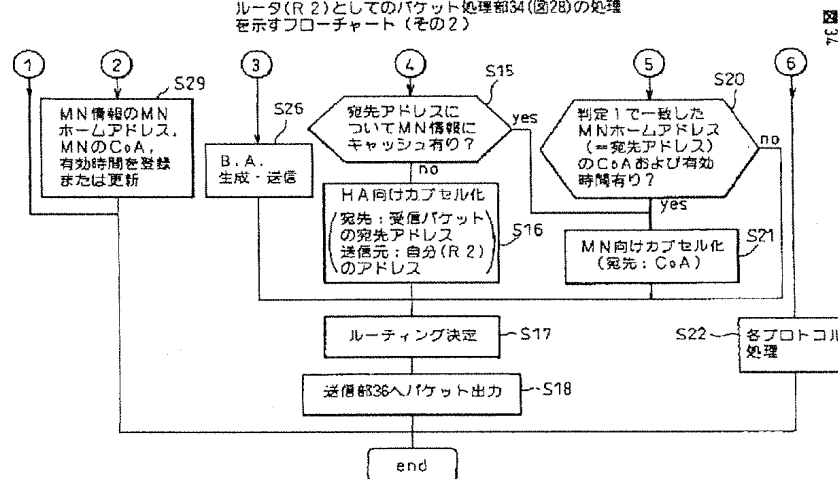 ルータ(R2)としてのパケット処理部34(図28)の処理
を示すフローチャート(その2)
図34
1
2
3
4
5
6
S29
MN情報のMN
ホームアドレス,
MNのCoA,
有効時間を登録
または更新
S26
B.A.
生成・送信
S15
宛先アドレスに
ついてMN情報に
キャッシュ有り?
yes
no
HA向けカプセル化
(宛先:受信パケット
の宛先アドレス
送信元:自分(R2)
のアドレス)
S16
S20
判定1で一致した
MNホームアドレス
(=宛先アドレス)
のCoAおよび有効
時間有り?
no
yes
MN向けカプセル化
(宛先:CoA)
S21
ルーティング決定
S17
S22
各プロトコル
処理
送信部36へパケット出力
S18
end